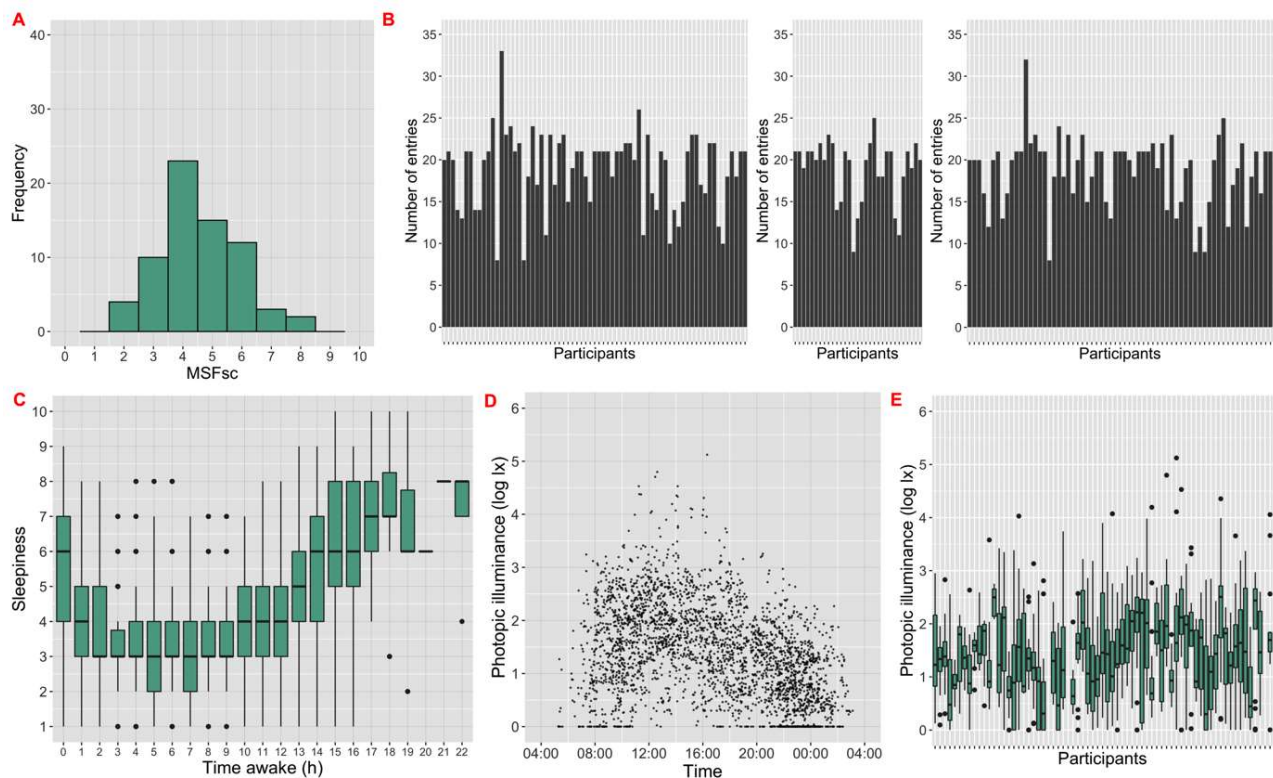 A
40
30
20
10
0
Frequency
0 1 2 3 4 5 6 7 8 9 10
MSFsc
B
35
30
25
20
15
10
5
0
Number of entries
Participants
35
30
25
20
15
10
5
0
Number of entries
Participants
35
30
25
20
15
10
5
0
Number of entries
Participants
C
10
9
8
7
6
5
4
3
2
1
Sleepiness
0 1 2 3 4 5 6 7 8 9 10 11 12 13 14 15 16 17 18 19 20 21 22
Time awake (h)
D
6
5
4
3
2
1
0
Photopic illuminance (log lx)
04:00 08:00 12:00 16:00 20:00 00:00 04:00
Time
E
6
5
4
3
2
1
0
Photopic illuminance (log lx)
Participants